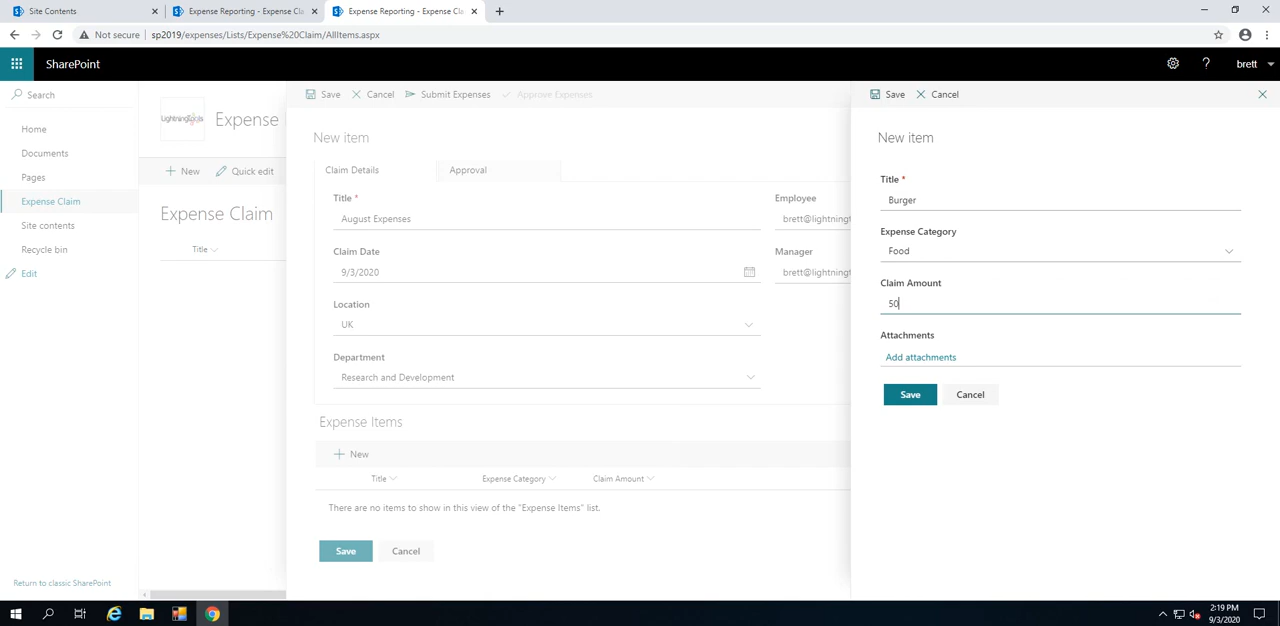 Site Contents
Expense Reporting - Expense Cla
Expense Reporting - Expense Cla
Not secure
sp2019/expenses/Lists/Expense%20Claim/AllItems.aspx
SharePoint
brett
Search
Home
Documents
Pages
Expense Claim
Site contents
Recycle bin
Edit
Return to classic SharePoint
LightningTools
Expense
New
Quick edit
Expense Claim
Title
Save
Cancel
Submit Expenses
Approve Expenses
New item
Claim Details
Approval
Title *
August Expenses
Employee
brett@lightningt
Claim Date
9/3/2020
Manager
brett@lightningt
Location
UK
Department
Research and Development
Expense Items
New
Title
Expense Category
Claim Amount
There are no items to show in this view of the "Expense Items" list.
Save
Cancel
Save
Cancel
New item
Title *
Burger
Expense Category
Food
Claim Amount
50
Attachments
Add attachments
Save
Cancel
2:19 PM
9/3/2020